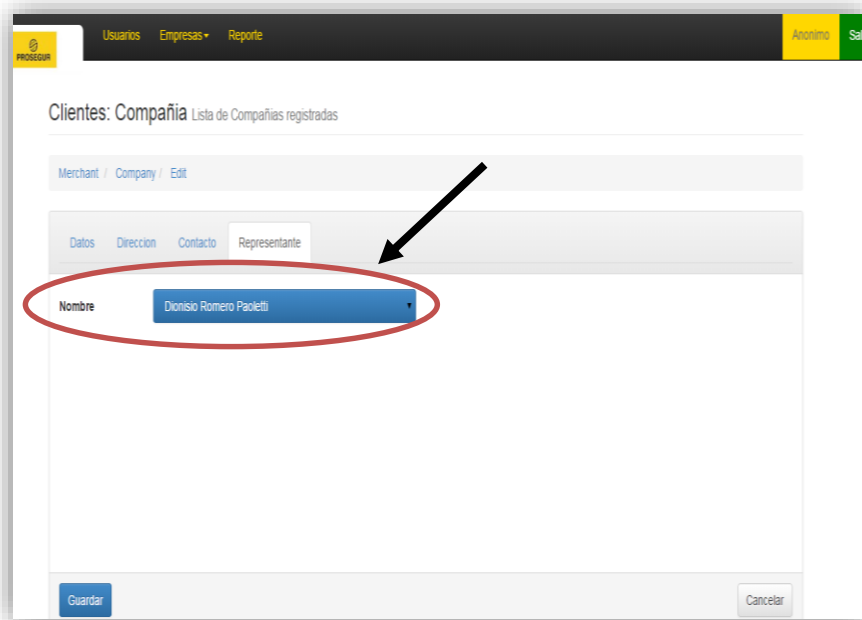 Usuarios Empresas Reporte Anonimo
PROSEGUR
Clientes: Compañia Lista de Compañias registradas
Merchant / Company / Edit
Datos Direccion Contacto Representante
Nombre Dionisio Romero Paoletti
Guardar Cancelar